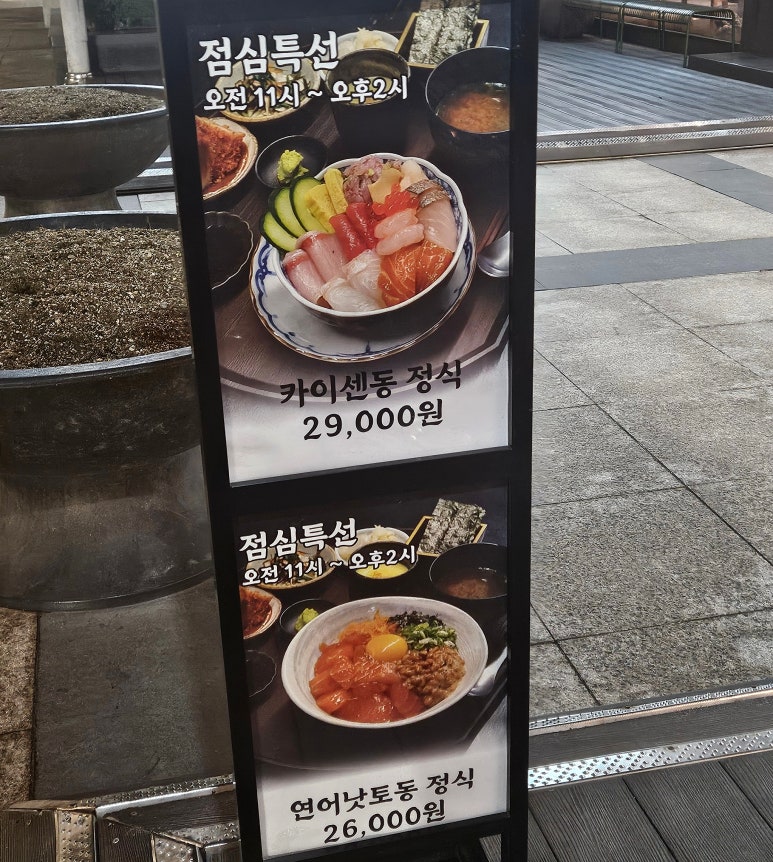 점심특선
오전 11시 ~ 오후2시
카이센동 정식
29,000원
점심특선
오전 11시 ~ 오후2시
연어낫토동 정식
26,000원